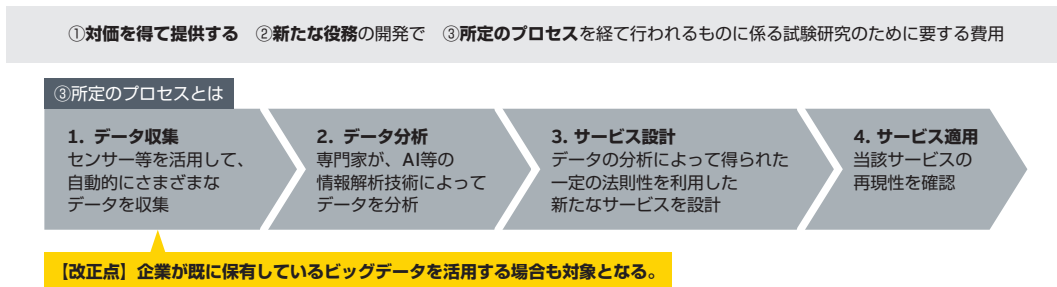 ①対価を得て提供する　②新たな役務の開発で　③所定のプロセスを経て行われるものに係る試験研究のために要する費用
③所定のプロセスとは
1. データ収集
センサー等を活用して、
自動的にさまざまな
データを収集
2. データ分析
専門家が、AI等の
情報解析技術によって
データを分析
3. サービス設計
データの分析によって得られた
一定の法則性を利用した
新たなサービスを設計
4. サービス適用
当該サービスの
再現性を確認
【改正点】企業が既に保有しているビッグデータを活用する場合も対象となる。